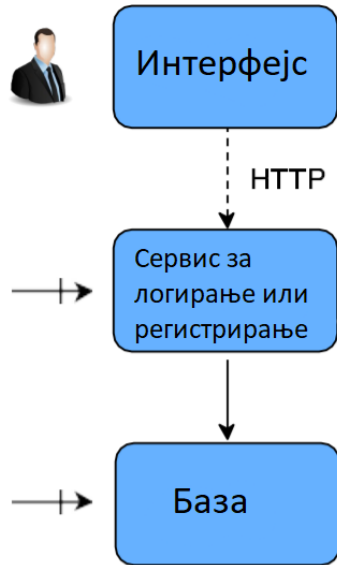 Интерфејс
HTTP
Сервис за
логирање или
регистрирање
База